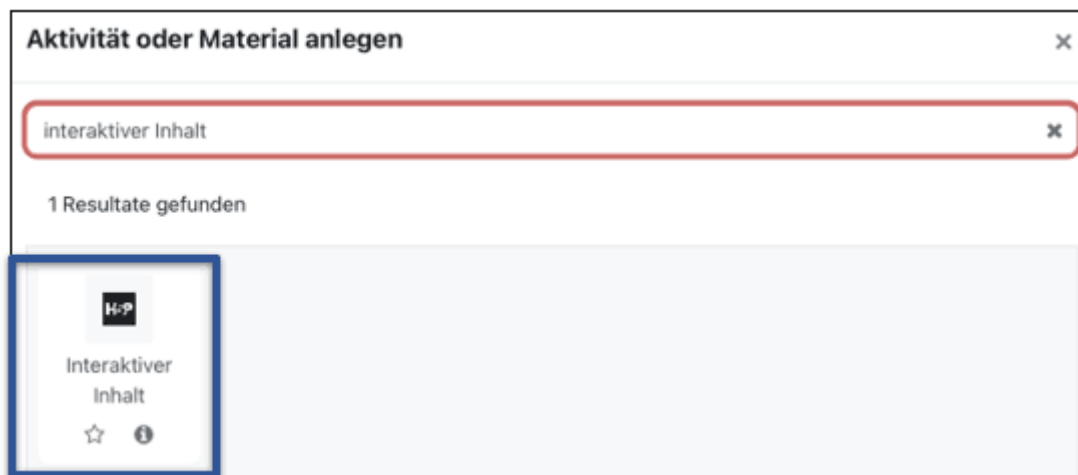 Aktivität oder Material anlegen
interaktiver Inhalt
1 Resultate gefunden
H5P
Interaktiver
Inhalt